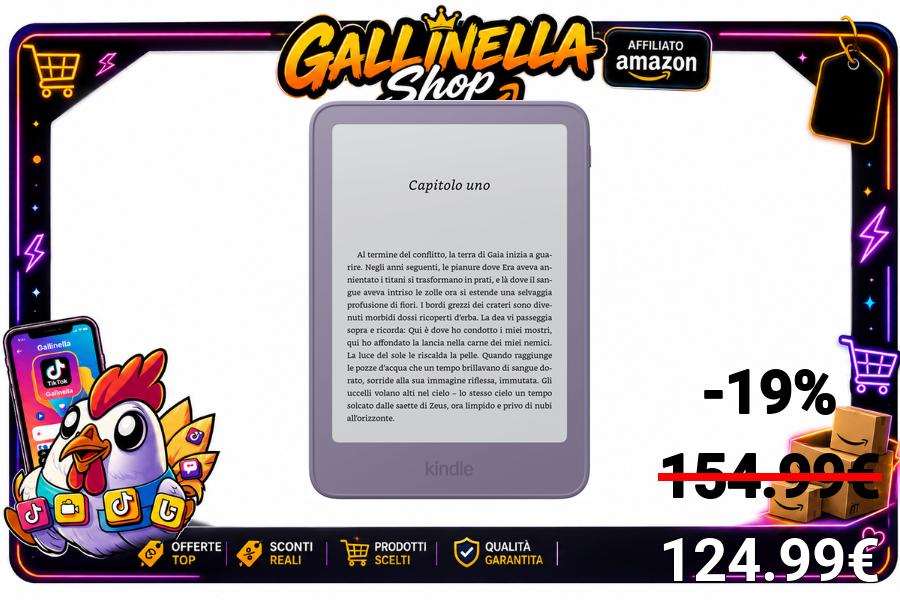 GALLINELLA
Shop
AFFILIATO
amazon
Gallinella
TikTok
Gallinella
Capitolo uno
Al termine del conflitto, la terra di Gaia inizia a gua-
rire. Negli anni seguenti, le pianure dove Era aveva an-
nientato i titani si trasformano in prati, e là dove il san-
gue aveva intriso le zolle ora si estende una selvaggia
profusione di fiori. I bordi grezzi dei crateri sono dive-
nuti morbidi dossi ricoperti d'erba. La dea vi passeggia
sopra e ricorda: Qui è dove ho condotto i miei mostri,
qui ho affondato la lancia nella carne dei miei nemici.
La luce del sole le riscalda la pelle. Quando raggiunge
le pozze d'acqua che un tempo brillavano di sangue do-
rato, sorride alla sua immagine riflessa, immutata. Gli
uccelli volano alti nel cielo – lo stesso cielo un tempo
solcato dalle saette di Zeus, ora limpido e privo di nubi
all'orizzonte.
kindle
-19%
154.99€
124.99€
OFFERTE
TOP
SCONTI
REALI
PRODOTTI
SCELTI
QUALITÀ
GARANTITA